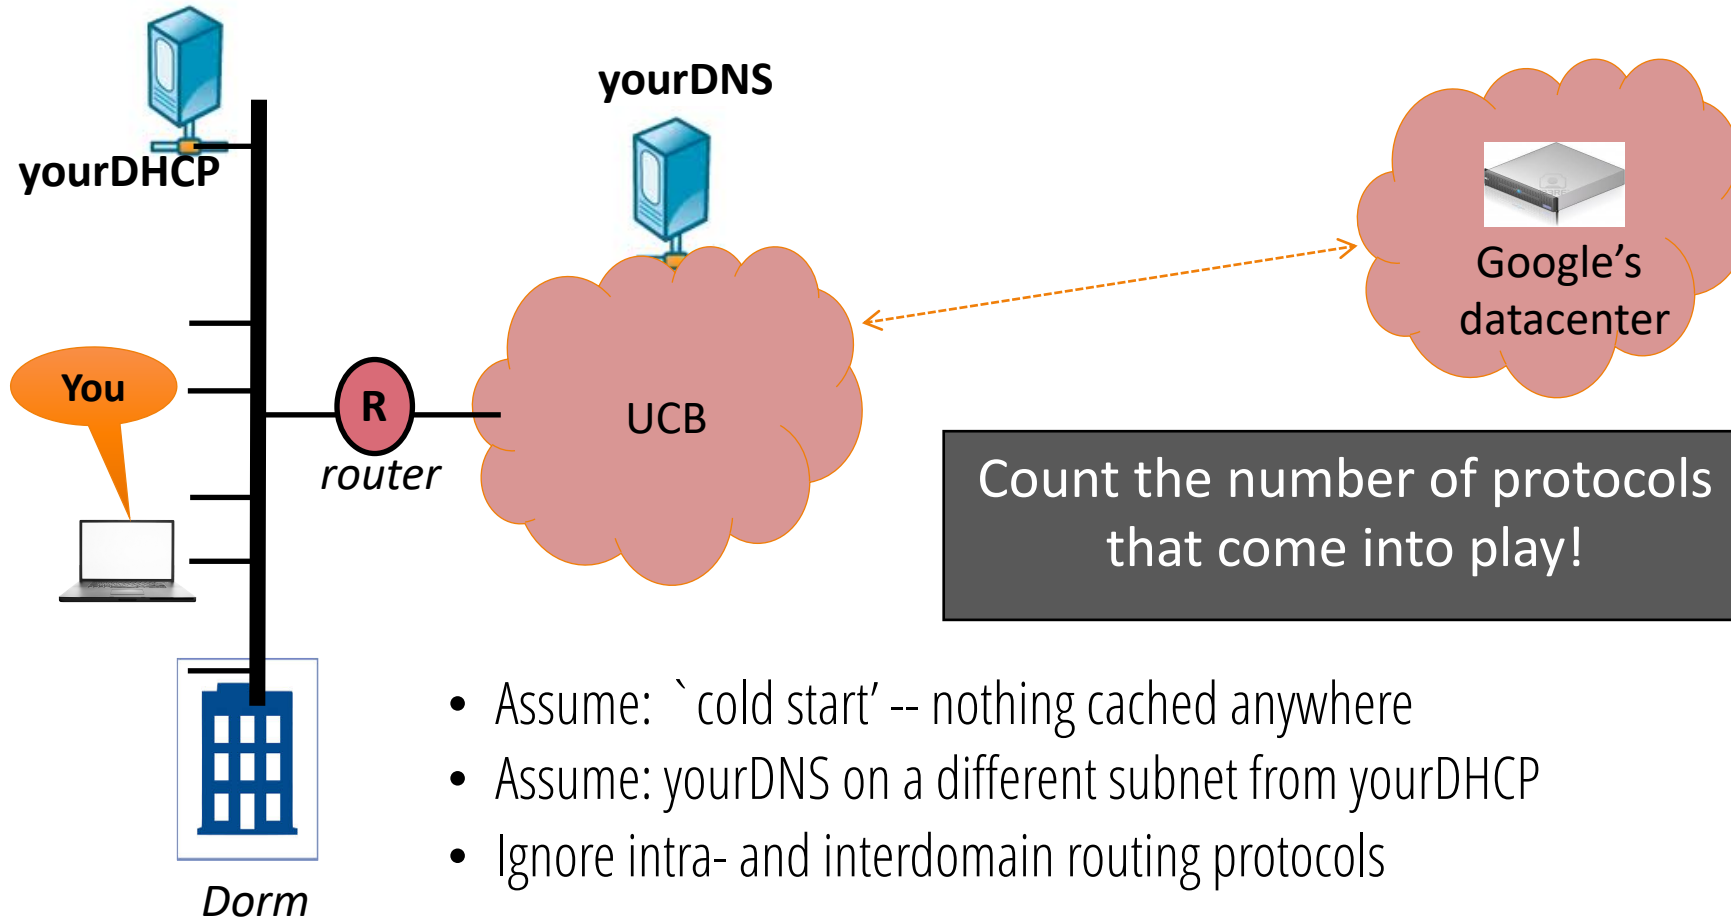 yourDHCP
yourDNS
You
R
router
UCB
Google’s
datacenter
Count the number of protocols
that come into play!
• Assume: `cold start’ -- nothing cached anywhere
• Assume: yourDNS on a different subnet from yourDHCP
• Ignore intra- and interdomain routing protocols
Dorm